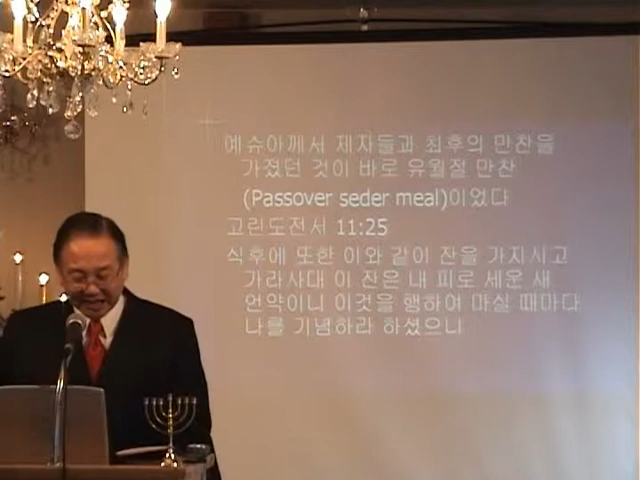 예슈아께서 제자들과 최후의 만찬을
가졌던 것이 바로 유월절 만찬
(Passover seder meal)이었다
고린도전서 11:25
식후에 또한 이와 같이 잔을 가지시고
가라사대 이 잔은 내 피로 세운 새
언약이니 이것을 행하여 마실 때마다
나를 기념하라 하셨으니